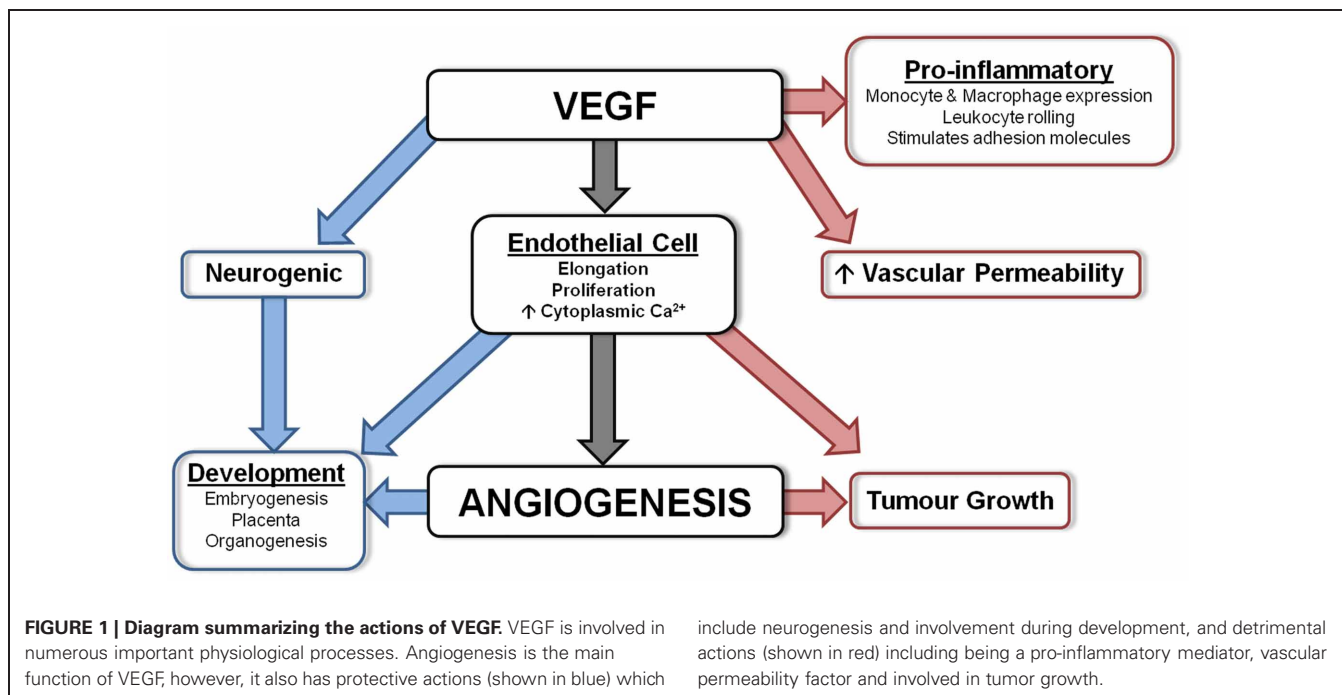 VEGF
Pro-inflammatory
Monocyte & Macrophage expression
Leukocyte rolling
Stimulates adhesion molecules
Neurogenic
Endothelial Cell
Elongation
Proliferation
↑ Cytoplasmic Ca²⁺
↑ Vascular Permeability
Development
Embryogenesis
Placenta
Organogenesis
ANGIOGENESIS
Tumour Growth
FIGURE 1 | Diagram summarizing the actions of VEGF. VEGF is involved in
numerous important physiological processes. Angiogenesis is the main
function of VEGF, however, it also has protective actions (shown in blue) which
include neurogenesis and involvement during development, and detrimental
actions (shown in red) including being a pro-inflammatory mediator, vascular
permeability factor and involved in tumor growth.